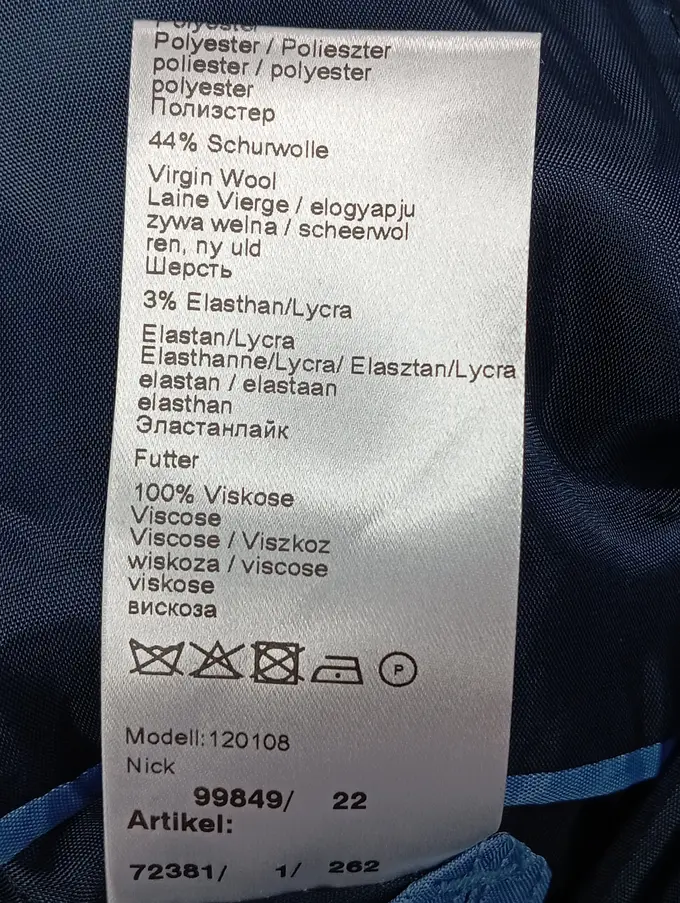 Polyester
Polyester / Polieszter
poliester / polyester
polyester
Полиэстер
44% Schurwolle
Virgin Wool
Laine Vierge / elogyapju
zywa welna / scheerwol
ren, ny uld
Шерсть
3% Elasthan/Lycra
Elastan/Lycra
Elasthanne/Lycra/ Elasztan/Lycra
elastan / elastaan
elasthan
Эластанлайк
Futter
100% Viskose
Viscose
Viscose / Viszkoz
wiskoza / viscose
viskose
вискоза
P
Modell:120108
Nick
99849/ 22
Artikel:
72381/ 1/ 262